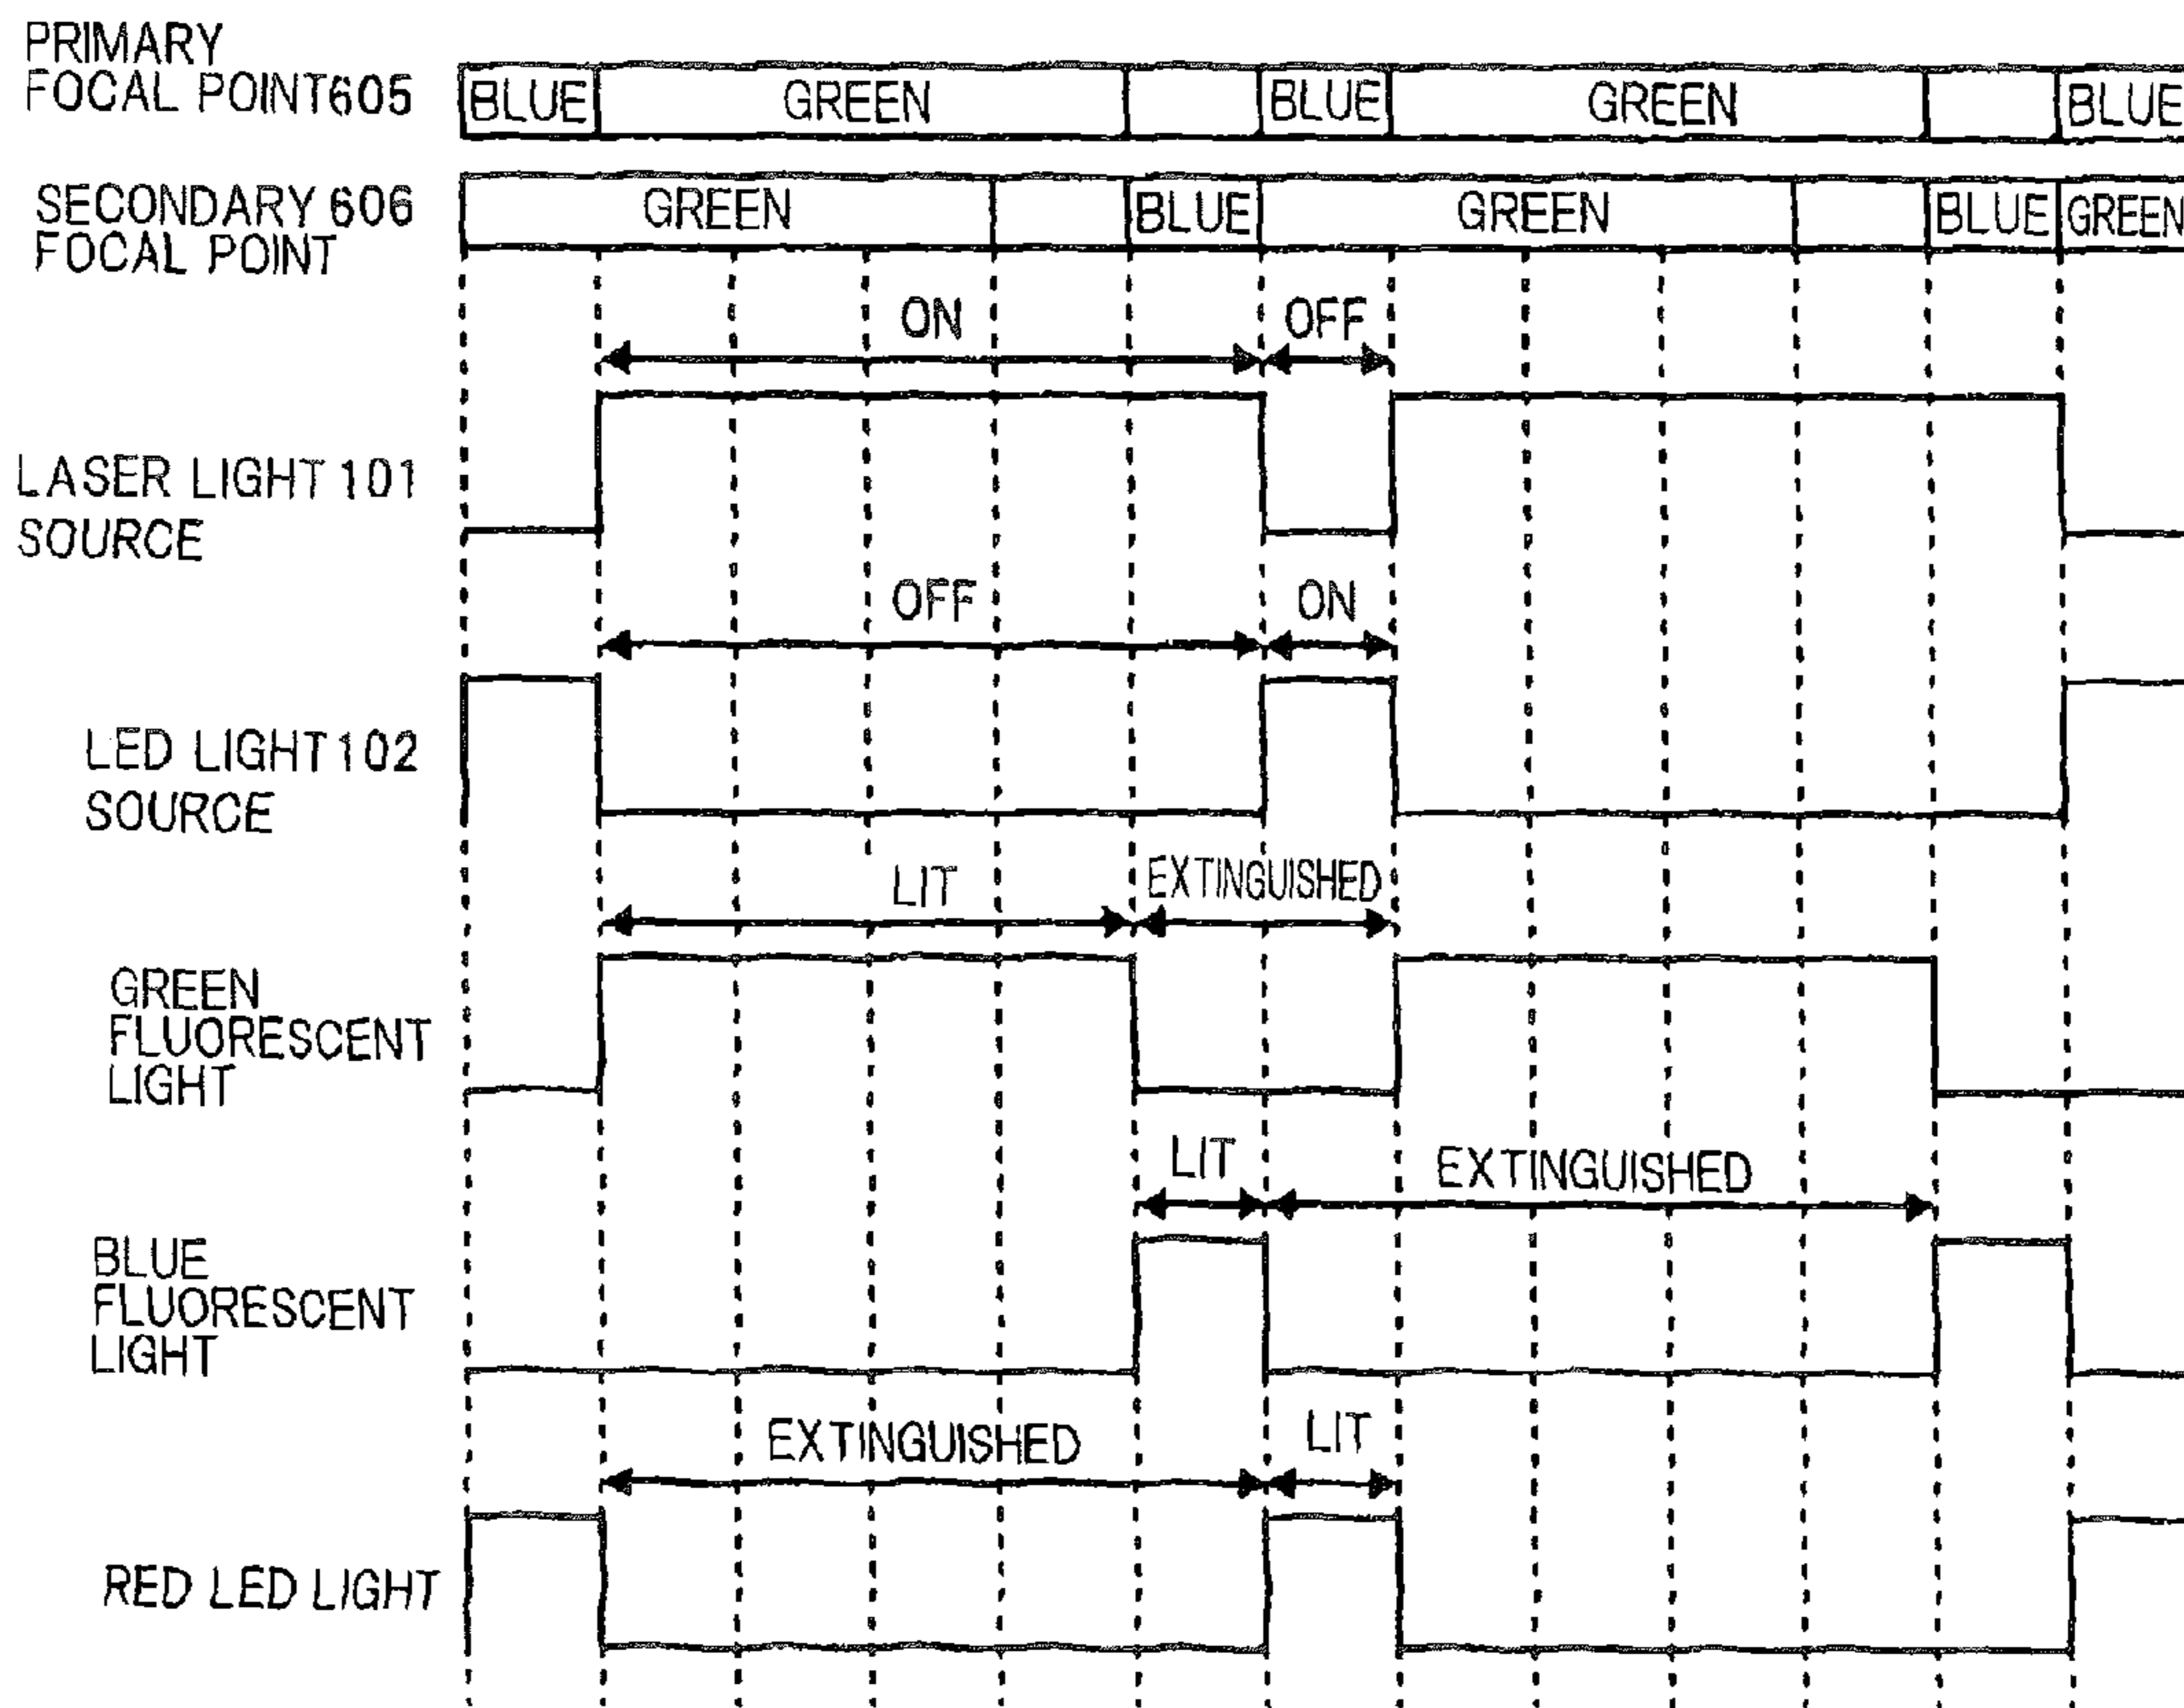 PRIMARY
FOCAL POINT605
BLUE GREEN BLUE GREEN BLUE
SECONDARY 606
FOCAL POINT
GREEN BLUE GREEN BLUE GREEN
ON OFF
LASER LIGHT 101
SOURCE
OFF ON
LED LIGHT 102
SOURCE
LIT EXTINGUISHED
GREEN
FLUORESCENT
LIGHT
LIT EXTINGUISHED
BLUE
FLUORESCENT
LIGHT
EXTINGUISHED LIT
RED LED LIGHT